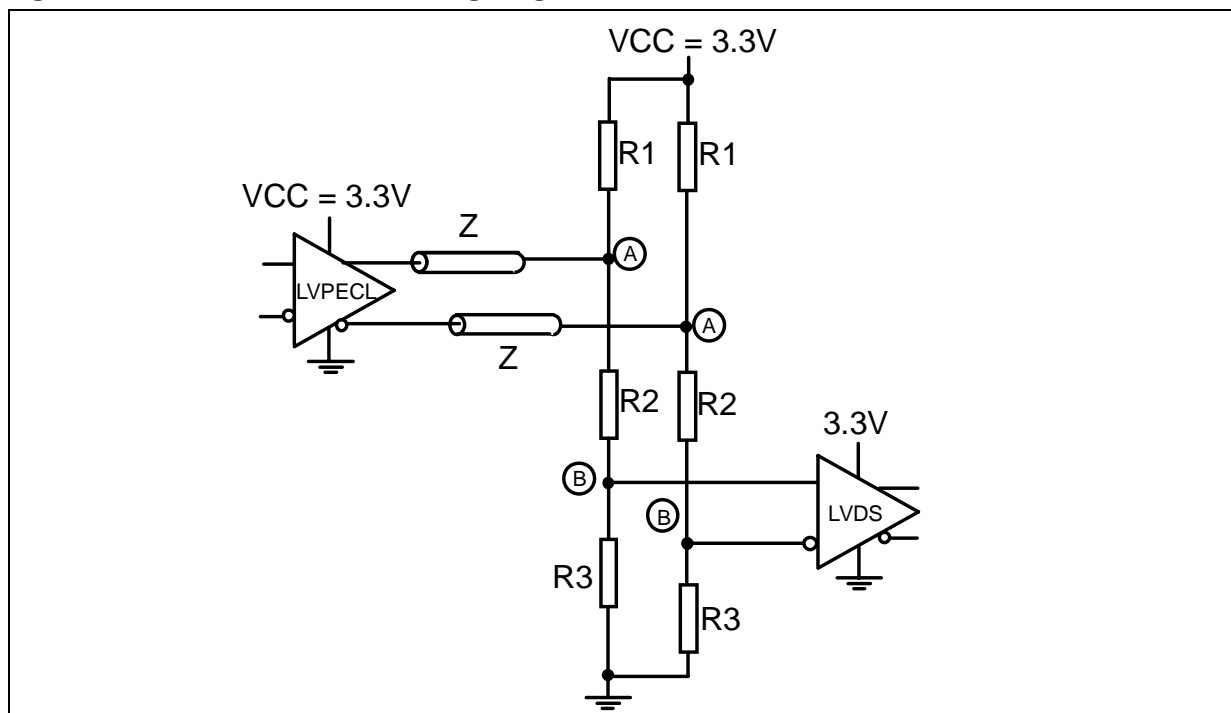 VCC = 3.3V
R1
R1
VCC = 3.3V
Z
A
LVPECL
A
Z
R2
R2
3.3V
B
B
LVDS
R3
R3